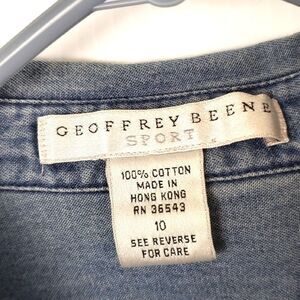 GEOFFREY BEENE
SPORT
100% COTTON
MADE IN
HONG KONG
RN 36543
10
SEE REVERSE
FOR CARE